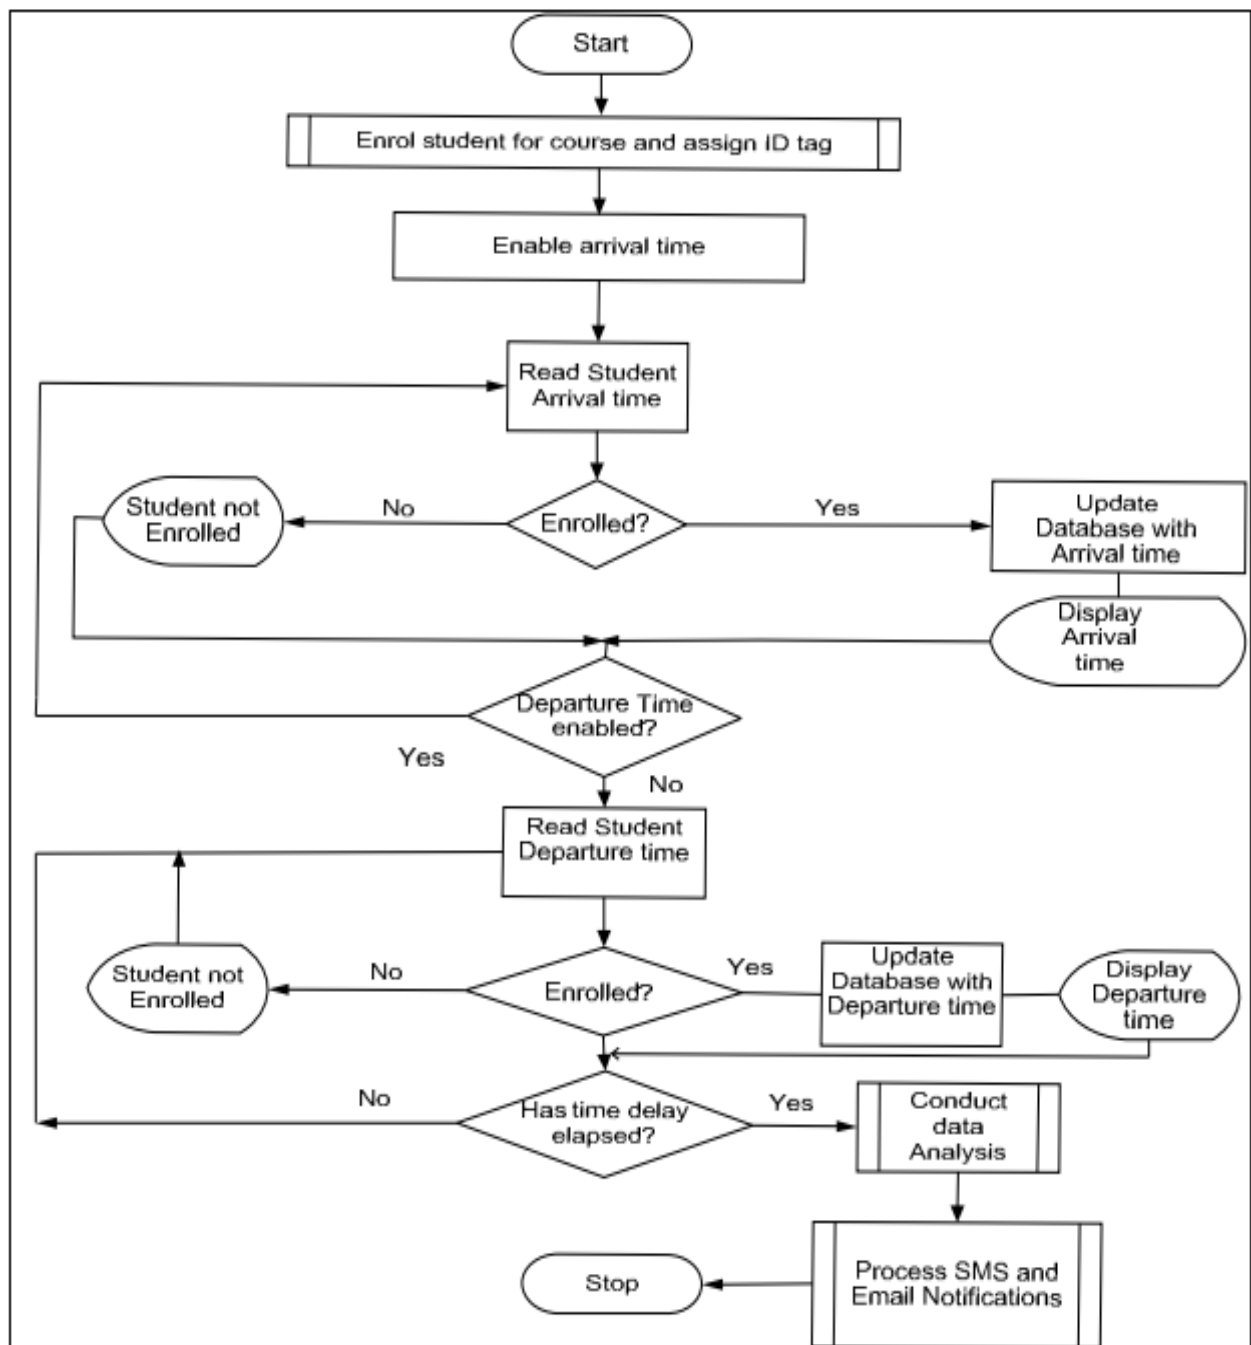 Start
Enrol student for course and assign ID tag
Enable arrival time
Read Student
Arrival time
Student not
Enrolled
No
Enrolled?
Yes
Update
Database with
Arrival time
Display
Arrival
time
Departure Time
enabled?
Yes
No
Read Student
Departure time
Student not
Enrolled
No
Enrolled?
Yes
Update
Database with
Departure time
Display
Departure
time
No
Has time delay
elapsed?
Yes
Conduct
data
Analysis
Process SMS and
Email Notifications
Stop